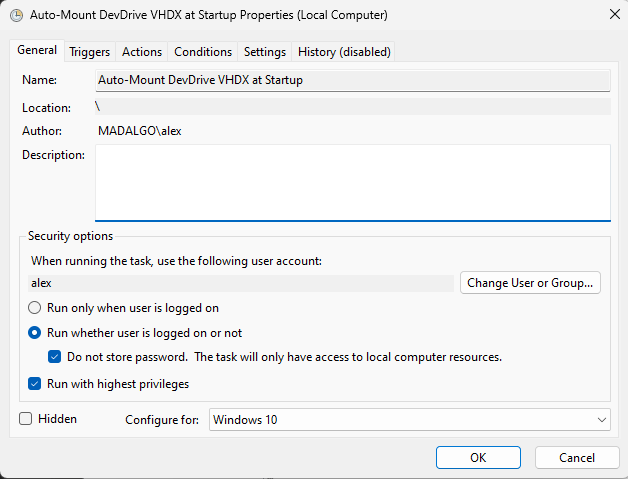 Auto-Mount DevDrive VHDX at Startup Properties (Local Computer)
General Triggers Actions Conditions Settings History (disabled)
Name: Auto-Mount DevDrive VHDX at Startup
Location: \
Author: MADALGO\alex
Description:
Security options
When running the task, use the following user account:
alex Change User or Group...
Run only when user is logged on
Run whether user is logged on or not
Do not store password. The task will only have access to local computer resources.
Run with highest privileges
Hidden Configure for: Windows 10
OK Cancel